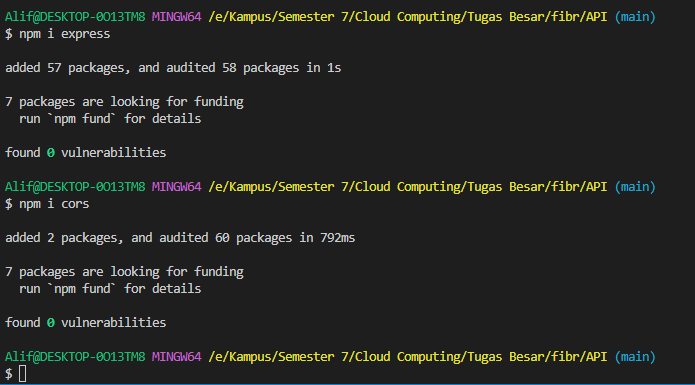 Alif@DESKTOP-0O13TM8 MINGW64 /e/Kampus/Semester 7/Cloud Computing/Tugas Besar/fibr/API (main)
$ npm i express
added 57 packages, and audited 58 packages in 1s
7 packages are looking for funding
run `npm fund` for details
found 0 vulnerabilities
Alif@DESKTOP-0O13TM8 MINGW64 /e/Kampus/Semester 7/Cloud Computing/Tugas Besar/fibr/API (main)
$ npm i cors
added 2 packages, and audited 60 packages in 792ms
7 packages are looking for funding
run `npm fund` for details
found 0 vulnerabilities
Alif@DESKTOP-0O13TM8 MINGW64 /e/Kampus/Semester 7/Cloud Computing/Tugas Besar/fibr/API (main)
$